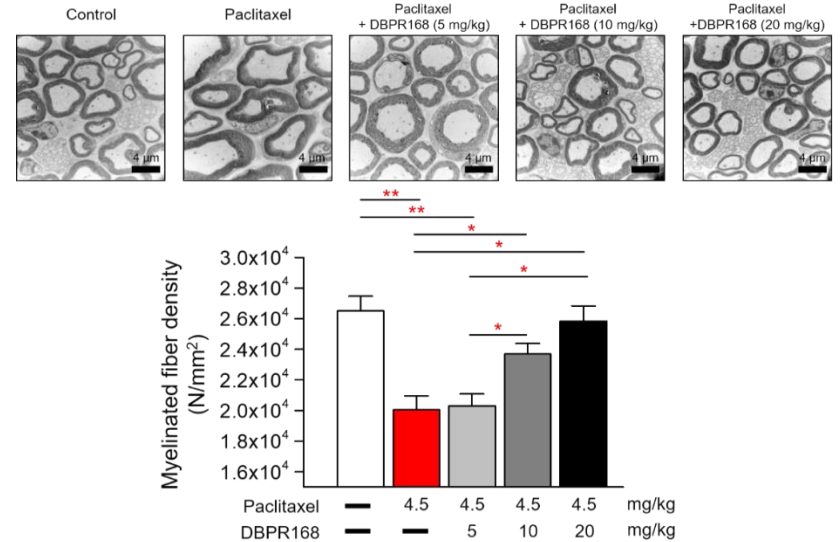 Control
Paclitaxel
Paclitaxel
+ DBPR168 (5 mg/kg)
Paclitaxel
+ DBPR168 (10 mg/kg)
Paclitaxel
+DBPR168 (20 mg/kg)
4 μm
4 μm
4 μm
4 μm
4 μm
**
**
*
*
*
*
Myelinated fiber density
(N/mm²)
3.0x10⁴
2.8x10⁴
2.6x10⁴
2.4x10⁴
2.2x10⁴
2.0x10⁴
1.8x10⁴
1.6x10⁴
Paclitaxel – 4.5 4.5 4.5 4.5 mg/kg
DBPR168 – – 5 10 20 mg/kg